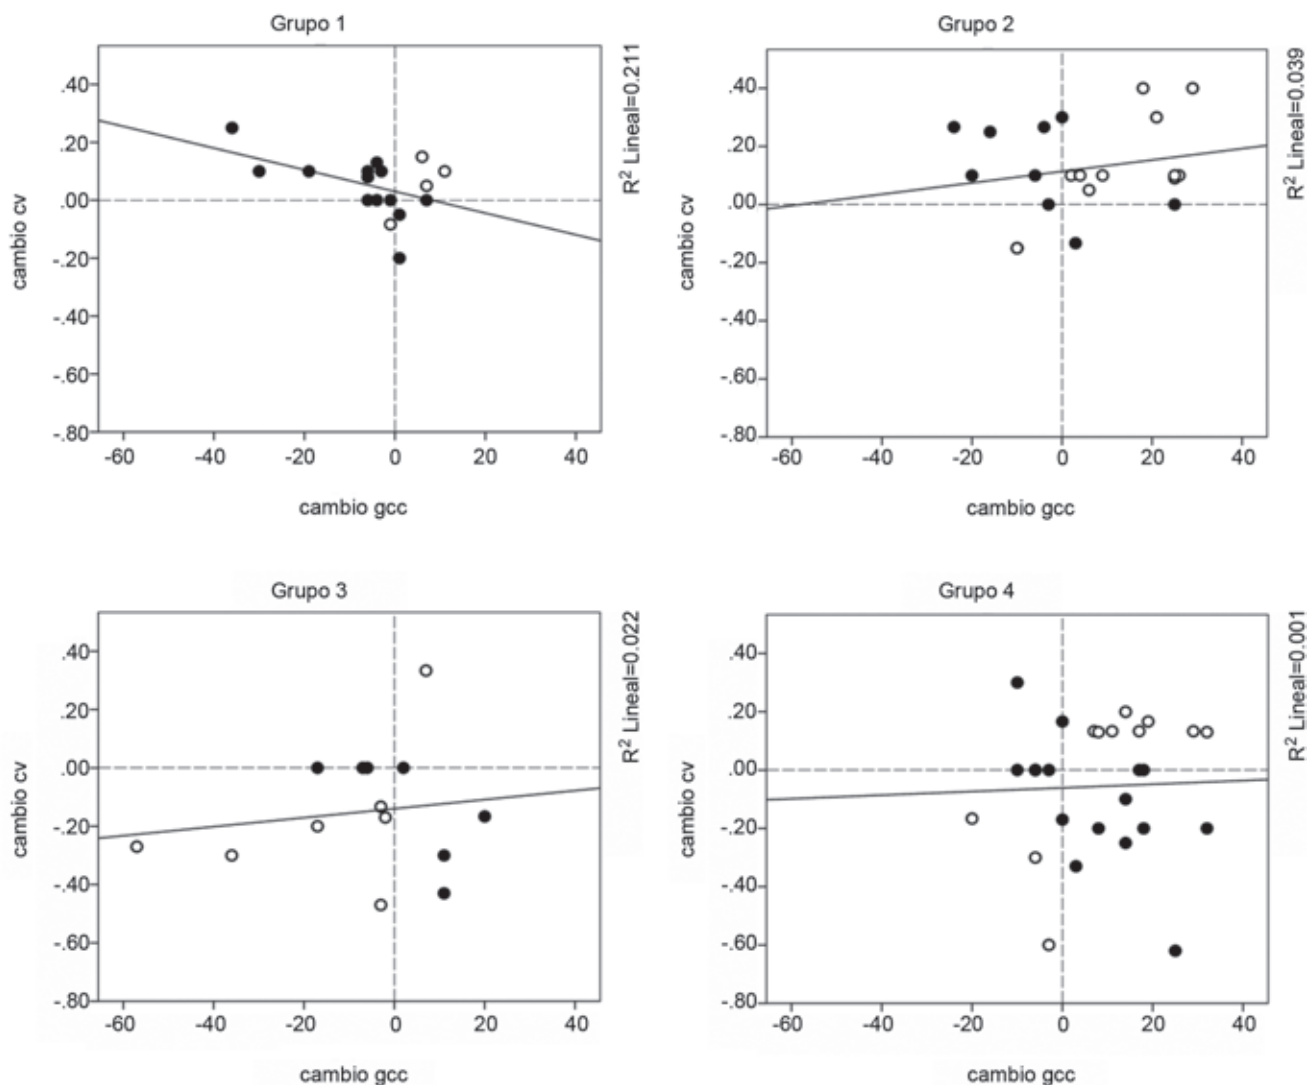 Grupo 1
.40
.20
.00
-.20
-.40
-.60
-.80
cambio cv
-60 -40 -20 0 20 40
cambio gcc
R² Lineal=0.211
Grupo 2
.40
.20
.00
-.20
-.40
-.60
-.80
cambio cv
-60 -40 -20 0 20 40
cambio gcc
R² Lineal=0.039
Grupo 3
.40
.20
.00
-.20
-.40
-.60
-.80
cambio cv
-60 -40 -20 0 20 40
cambio gcc
R² Lineal=0.022
Grupo 4
.40
.20
.00
-.20
-.40
-.60
-.80
cambio cv
-60 -40 -20 0 20 40
cambio gcc
R² Lineal=0.001